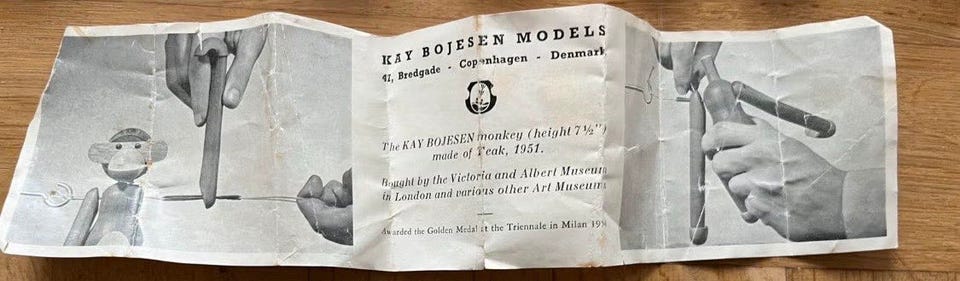 KAY BOJESEN MODELS
47, Bredgade - Copenhagen - Denmark
The KAY BOJESEN monkey (height 7½")
made of Teak, 1951.
Bought by the Victoria and Albert Museum
in London and various other Art Museum
Awarded the Golden Medal at the Triennale in Milan